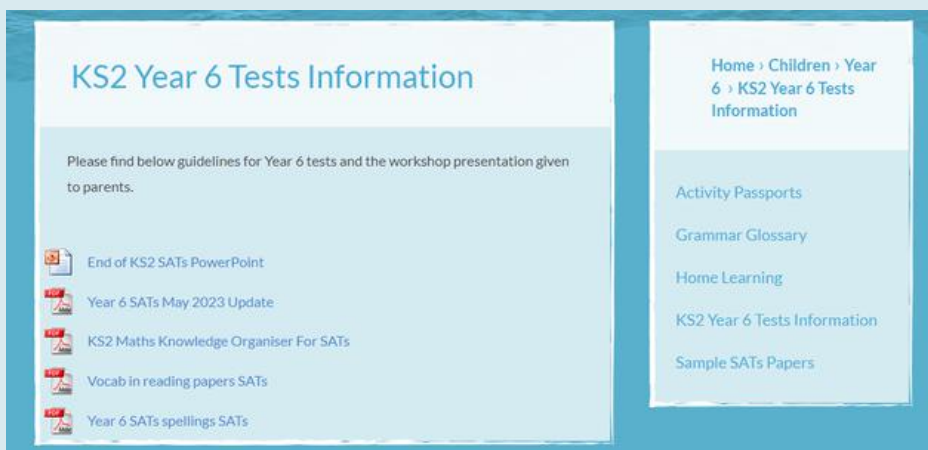 KS2 Year 6 Tests Information
Please find below guidelines for Year 6 tests and the workshop presentation given
to parents.
End of KS2 SATs PowerPoint
Year 6 SATs May 2023 Update
KS2 Maths Knowledge Organiser For SATs
Vocab in reading papers SATs
Year 6 SATs spellings SATs
Home › Children › Year
6 › KS2 Year 6 Tests
Information
Activity Passports
Grammar Glossary
Home Learning
KS2 Year 6 Tests Information
Sample SATs Papers